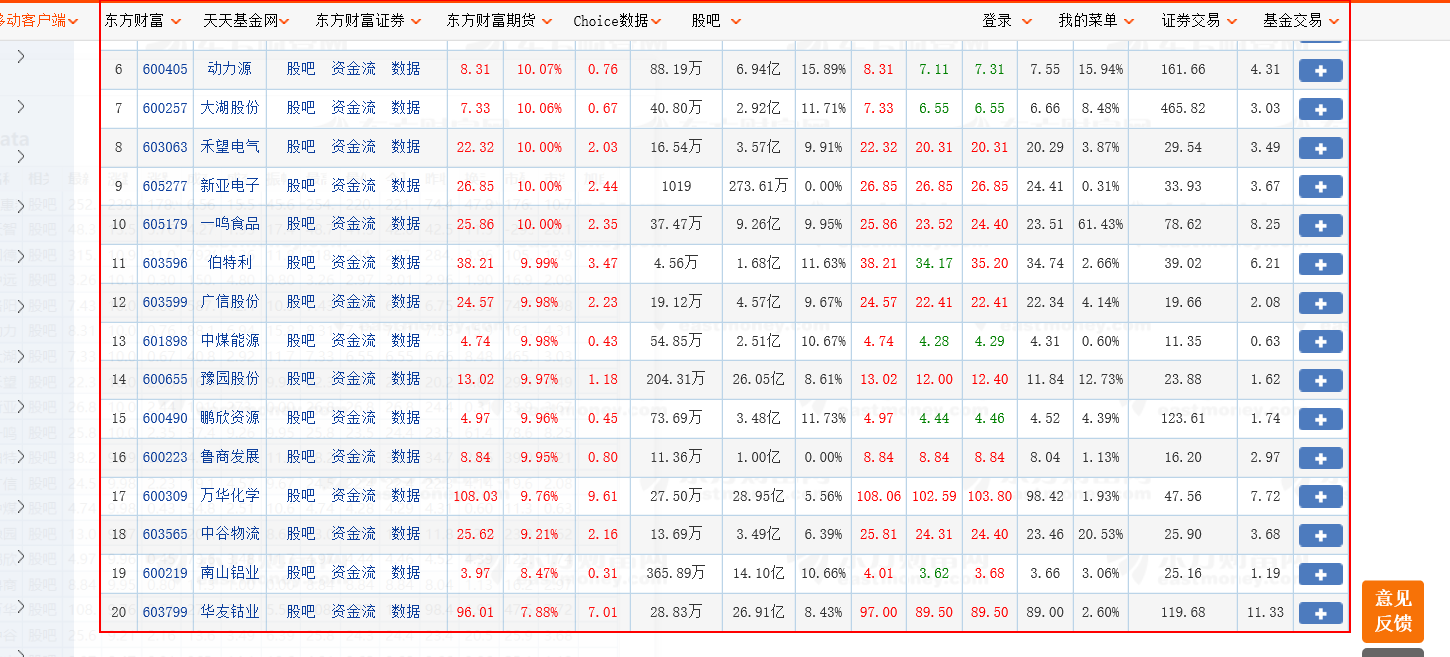 移动客户端 东方财富 天天基金网 东方财富证券 东方财富期货 Choice数据 股吧 登录 我的菜单 证券交易 基金交易
6 600405 动力源 股吧 资金流 数据 8.31 10.07% 0.76 88.19万 6.94亿 15.89% 8.31 7.11 7.31 7.55 15.94% 161.66 4.31
7 600257 大湖股份 股吧 资金流 数据 7.33 10.06% 0.67 40.80万 2.92亿 11.71% 7.33 6.55 6.55 6.66 8.48% 465.82 3.03
8 603063 禾望电气 股吧 资金流 数据 22.32 10.00% 2.03 16.54万 3.57亿 9.91% 22.32 20.31 20.31 20.29 3.87% 29.54 3.49
9 605277 新亚电子 股吧 资金流 数据 26.85 10.00% 2.44 1019 273.61万 0.00% 26.85 26.85 26.85 24.41 0.31% 33.93 3.67
10 605179 一鸣食品 股吧 资金流 数据 25.86 10.00% 2.35 37.47万 9.26亿 9.95% 25.86 23.52 24.40 23.51 61.43% 78.62 8.25
11 603596 伯特利 股吧 资金流 数据 38.21 9.99% 3.47 4.56万 1.68亿 11.63% 38.21 34.17 35.20 34.74 2.66% 39.02 6.21
12 603599 广信股份 股吧 资金流 数据 24.57 9.98% 2.23 19.12万 4.57亿 9.67% 24.57 22.41 22.41 22.34 4.14% 19.66 2.08
13 601898 中煤能源 股吧 资金流 数据 4.74 9.98% 0.43 54.85万 2.51亿 10.67% 4.74 4.28 4.29 4.31 0.60% 11.35 0.63
14 600655 豫园股份 股吧 资金流 数据 13.02 9.97% 1.18 204.31万 26.05亿 8.61% 13.02 12.00 12.40 11.84 12.73% 23.88 1.62
15 600490 鹏欣资源 股吧 资金流 数据 4.97 9.96% 0.45 73.69万 3.48亿 11.73% 4.97 4.44 4.46 4.52 4.39% 123.61 1.74
16 600223 鲁商发展 股吧 资金流 数据 8.84 9.95% 0.80 11.36万 1.00亿 0.00% 8.84 8.84 8.84 8.04 1.13% 16.20 2.97
17 600309 万华化学 股吧 资金流 数据 108.03 9.76% 9.61 27.50万 28.95亿 5.56% 108.06 102.59 103.80 98.42 1.93% 47.56 7.72
18 603565 中谷物流 股吧 资金流 数据 25.62 9.21% 2.16 13.69万 3.49亿 6.39% 25.81 24.31 24.40 23.46 20.53% 25.90 3.68
19 600219 南山铝业 股吧 资金流 数据 3.97 8.47% 0.31 365.89万 14.10亿 10.66% 4.01 3.62 3.68 3.66 3.06% 25.16 1.19
20 603799 华友钴业 股吧 资金流 数据 96.01 7.88% 7.01 28.83万 26.91亿 8.43% 97.00 89.50 89.50 89.00 2.60% 119.68 11.33
意见
反馈